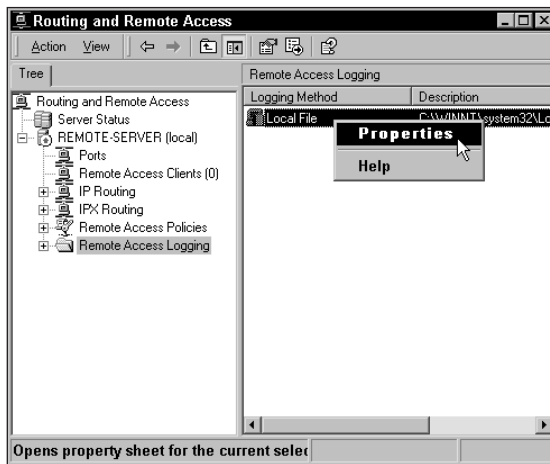 Routing and Remote Access
Action View
Tree
Remote Access Logging
Logging Method Description
Routing and Remote Access
Server Status
REMOTE-SERVER (local)
Ports
Remote Access Clients (0)
IP Routing
IPX Routing
Remote Access Policies
Remote Access Logging
Local File C:\WINNT\system32\Lo
Properties
Help
Opens property sheet for the current selec